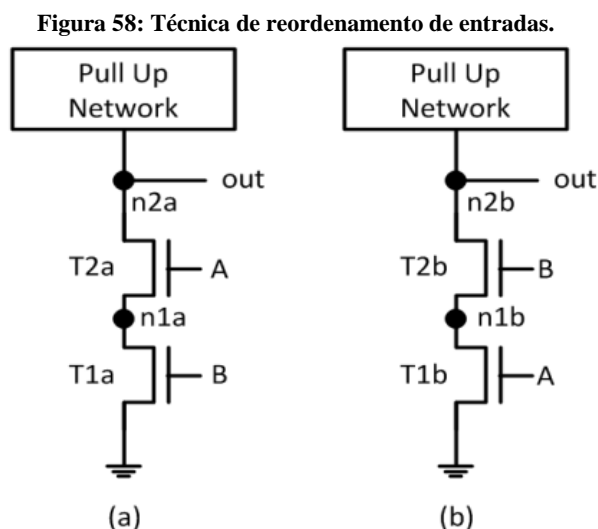 Figura 58: Técnica de reordenamento de entradas.
Pull Up
Network
out
n2a
T2a
A
n1a
T1a
B
(a)
Pull Up
Network
out
n2b
T2b
B
n1b
T1b
A
(b)